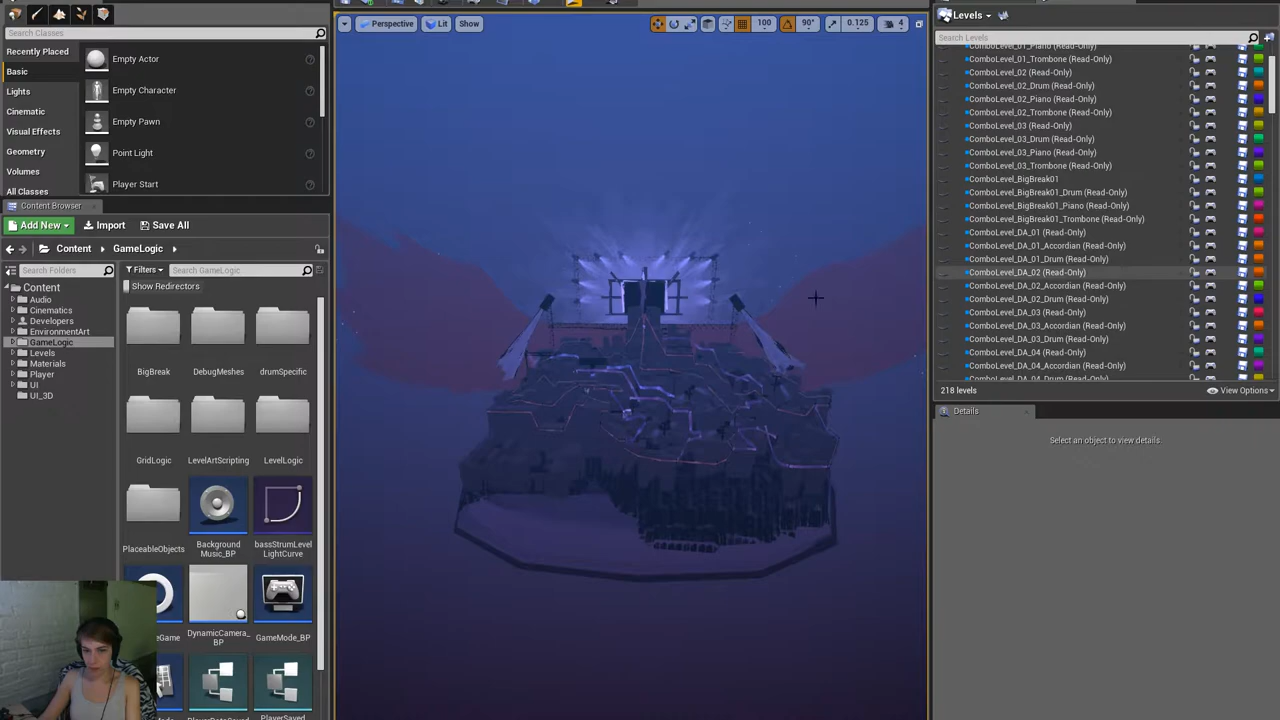 Search Classes
Recently Placed
Basic
Lights
Cinematic
Visual Effects
Geometry
Volumes
All Classes
Empty Actor
Empty Character
Empty Pawn
Point Light
Player Start
Content Browser
Add New
Import
Save All
Content
GameLogic
Search Folders
Content
Audio
Cinematics
Developers
EnvironmentArt
GameLogic
Levels
Materials
Player
UI
UI_3D
Filters
Search GameLogic
Show Redirectors
BigBreak
DebugMeshes
drumSpecific
GridLogic
LevelArtScripting
LevelLogic
PlaceableObjects
Background
Music_BP
bassStrumLevel
LightCurve
DynamicCamera_
BP
GameMode_BP
Perspective
Lit
Show
100
90°
0.125
4
Levels
Search Levels
ComboLevel_01_Piano (Read-Only)
ComboLevel_01_Trombone (Read-Only)
ComboLevel_02 (Read-Only)
ComboLevel_02_Drum (Read-Only)
ComboLevel_02_Piano (Read-Only)
ComboLevel_02_Trombone (Read-Only)
ComboLevel_03 (Read-Only)
ComboLevel_03_Drum (Read-Only)
ComboLevel_03_Piano (Read-Only)
ComboLevel_03_Trombone (Read-Only)
ComboLevel_BigBreak01
ComboLevel_BigBreak01_Drum (Read-Only)
ComboLevel_BigBreak01_Piano (Read-Only)
ComboLevel_BigBreak01_Trombone (Read-Only)
ComboLevel_DA_01 (Read-Only)
ComboLevel_DA_01_Accordian (Read-Only)
ComboLevel_DA_01_Drum (Read-Only)
ComboLevel_DA_02 (Read-Only)
ComboLevel_DA_02_Accordian (Read-Only)
ComboLevel_DA_02_Drum (Read-Only)
ComboLevel_DA_03 (Read-Only)
ComboLevel_DA_03_Accordian (Read-Only)
ComboLevel_DA_03_Drum (Read-Only)
ComboLevel_DA_04 (Read-Only)
ComboLevel_DA_04_Accordian (Read-Only)
ComboLevel_DA_04_Drum (Read-Only)
218 levels
View Options
Details
Select an object to view details.